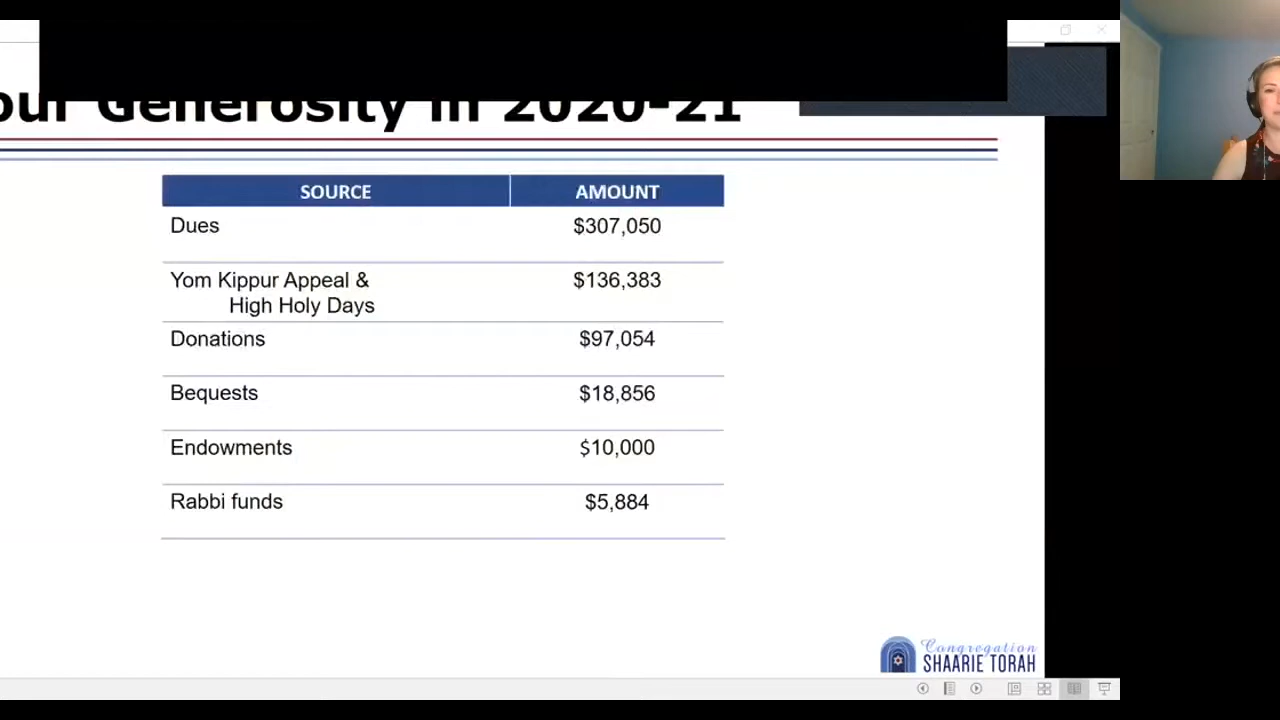 our Generosity in 2020-21
SOURCE AMOUNT
Dues $307,050
Yom Kippur Appeal & $136,383
High Holy Days
Donations $97,054
Bequests $18,856
Endowments $10,000
Rabbi funds $5,884
Congregation
SHAARIE TORAH